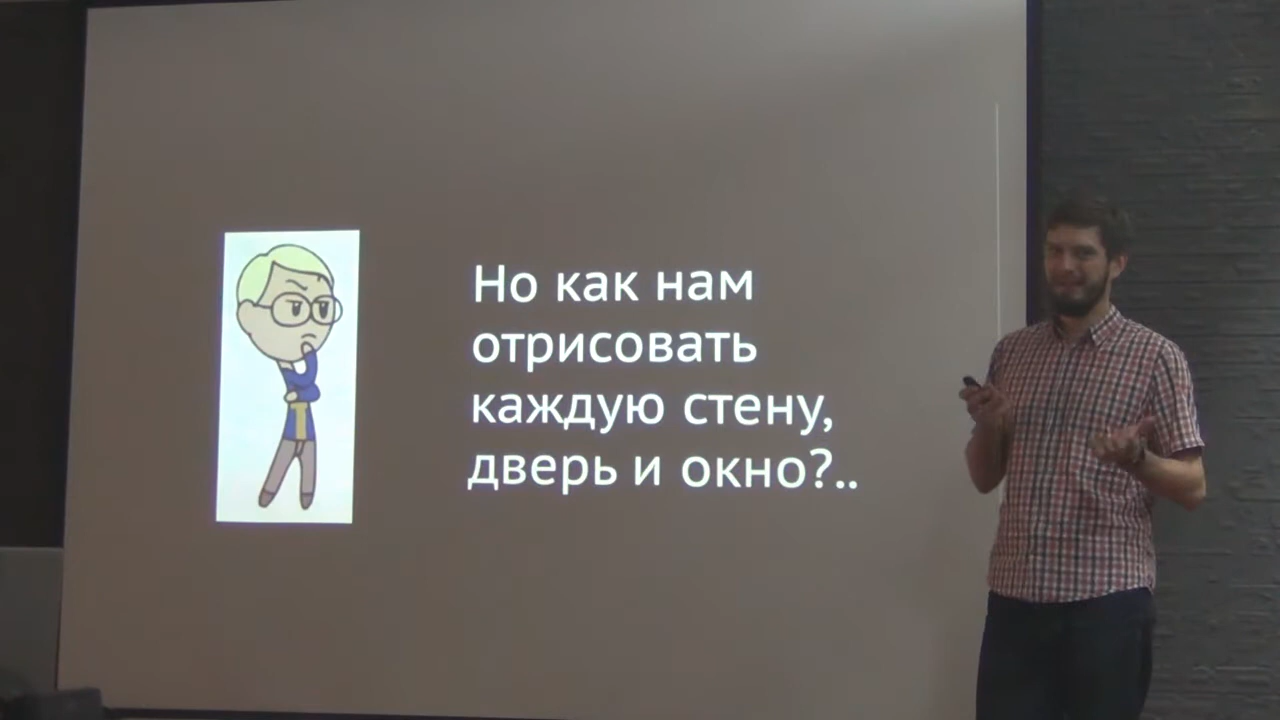 Но как нам
отрисовать
каждую стену,
дверь и окно?..